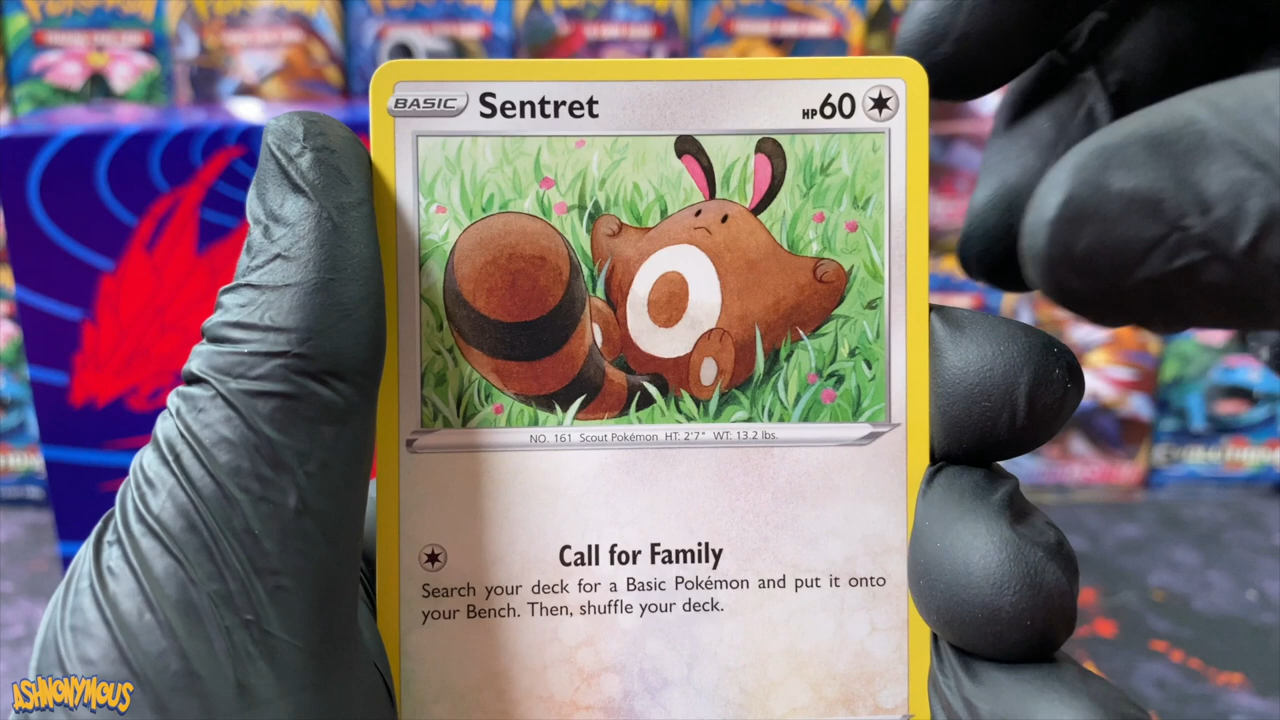 BASIC Sentret HP60
NO. 161 Scout Pokémon HT: 2'7" WT: 13.2 lbs.
Call for Family
Search your deck for a Basic Pokémon and put it onto
your Bench. Then, shuffle your deck.
ASHNONYMOUS